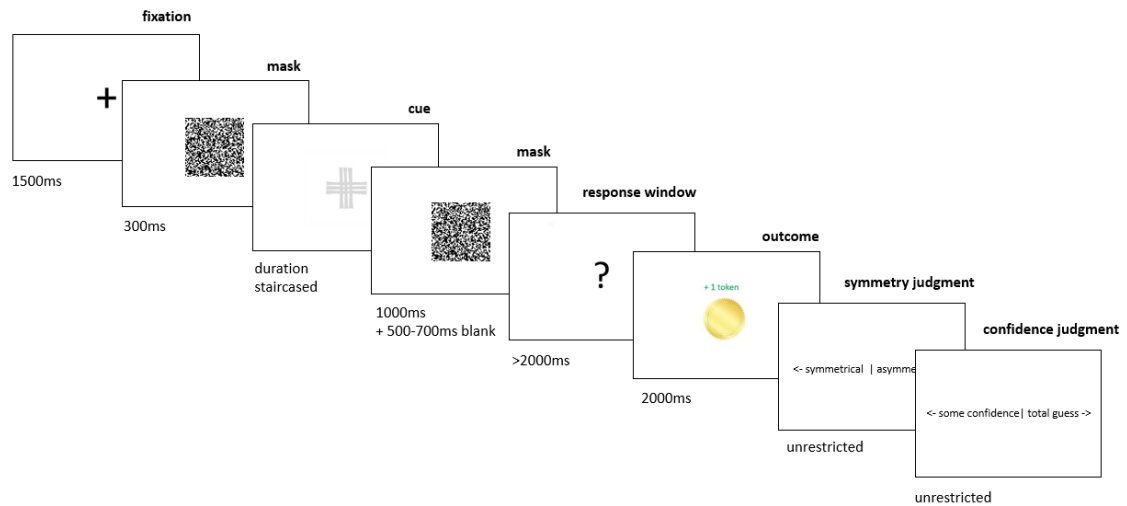 fixation
+
1500ms
mask
300ms
cue
duration
staircased
mask
1000ms
+ 500-700ms blank
response window
?
>2000ms
outcome
+ 1 token
2000ms
symmetry judgment
<- symmetrical | asymme
unrestricted
confidence judgment
<- some confidence| total guess ->
unrestricted